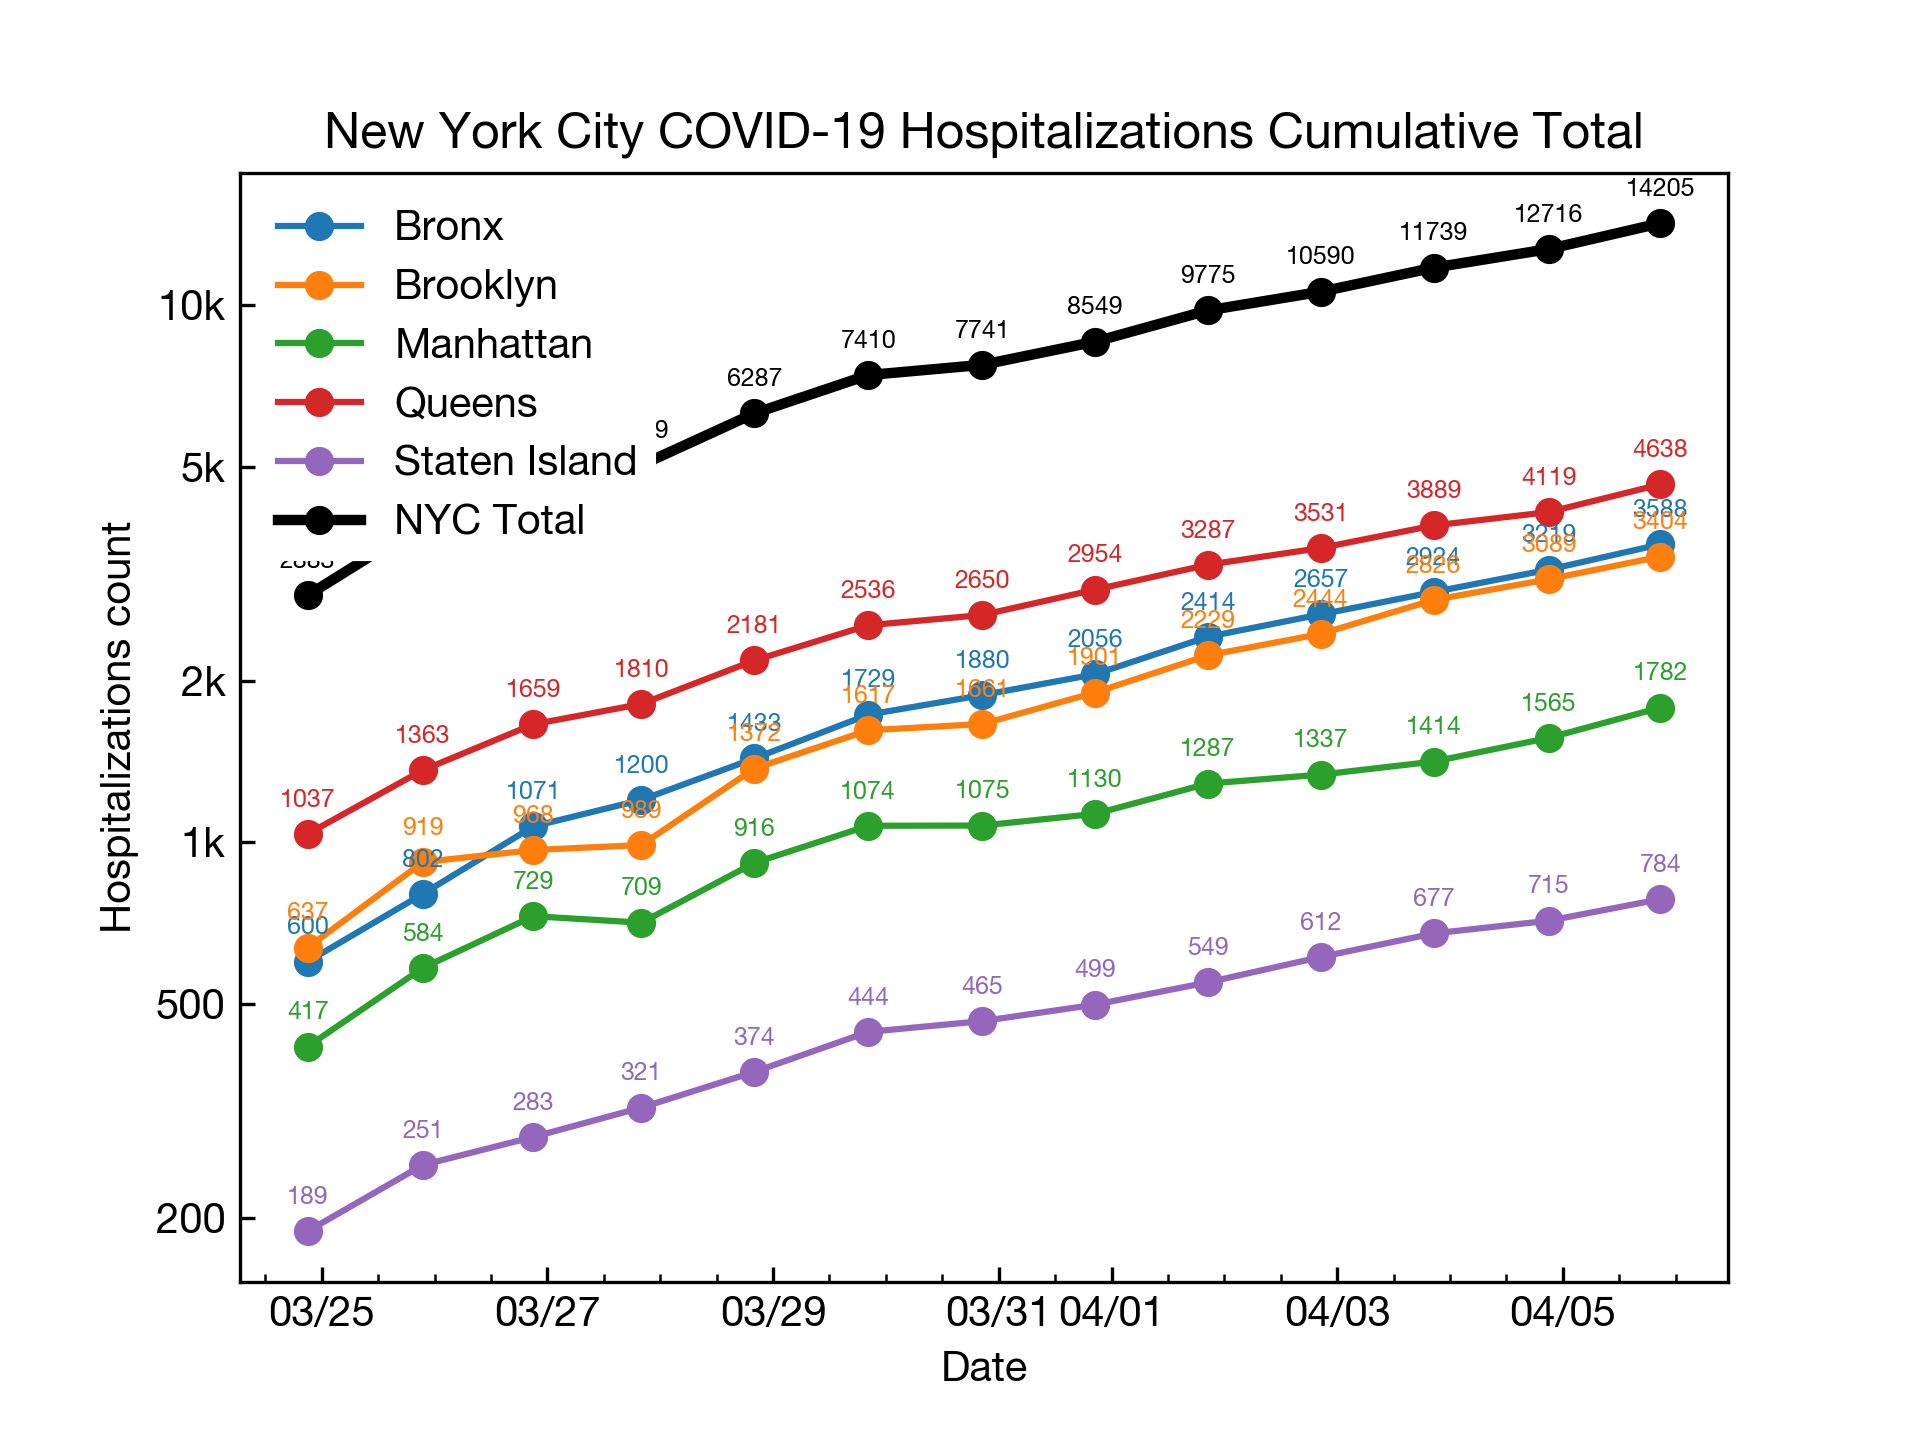 New York City COVID-19 Hospitalizations Cumulative Total
Hospitalizations count
10k
5k
2k
1k
500
200
Bronx
Brooklyn
Manhattan
Queens
Staten Island
NYC Total
9 6287 7410 7741 8549 9775 10590 11739 12716 14205
1037 1363 1659 1810 2181 2536 2650 2954 3287 3531 3889 4119 4638
600 802 1071 1200 1433 1729 1880 2056 2414 2657 2924 3219 3588
637 919 968 989 1372 1617 1661 1901 2229 2444 2826 3089 3404
417 584 729 709 916 1074 1075 1130 1287 1337 1414 1565 1782
189 251 283 321 374 444 465 499 549 612 677 715 784
03/25 03/27 03/29 03/31 04/01 04/03 04/05
Date